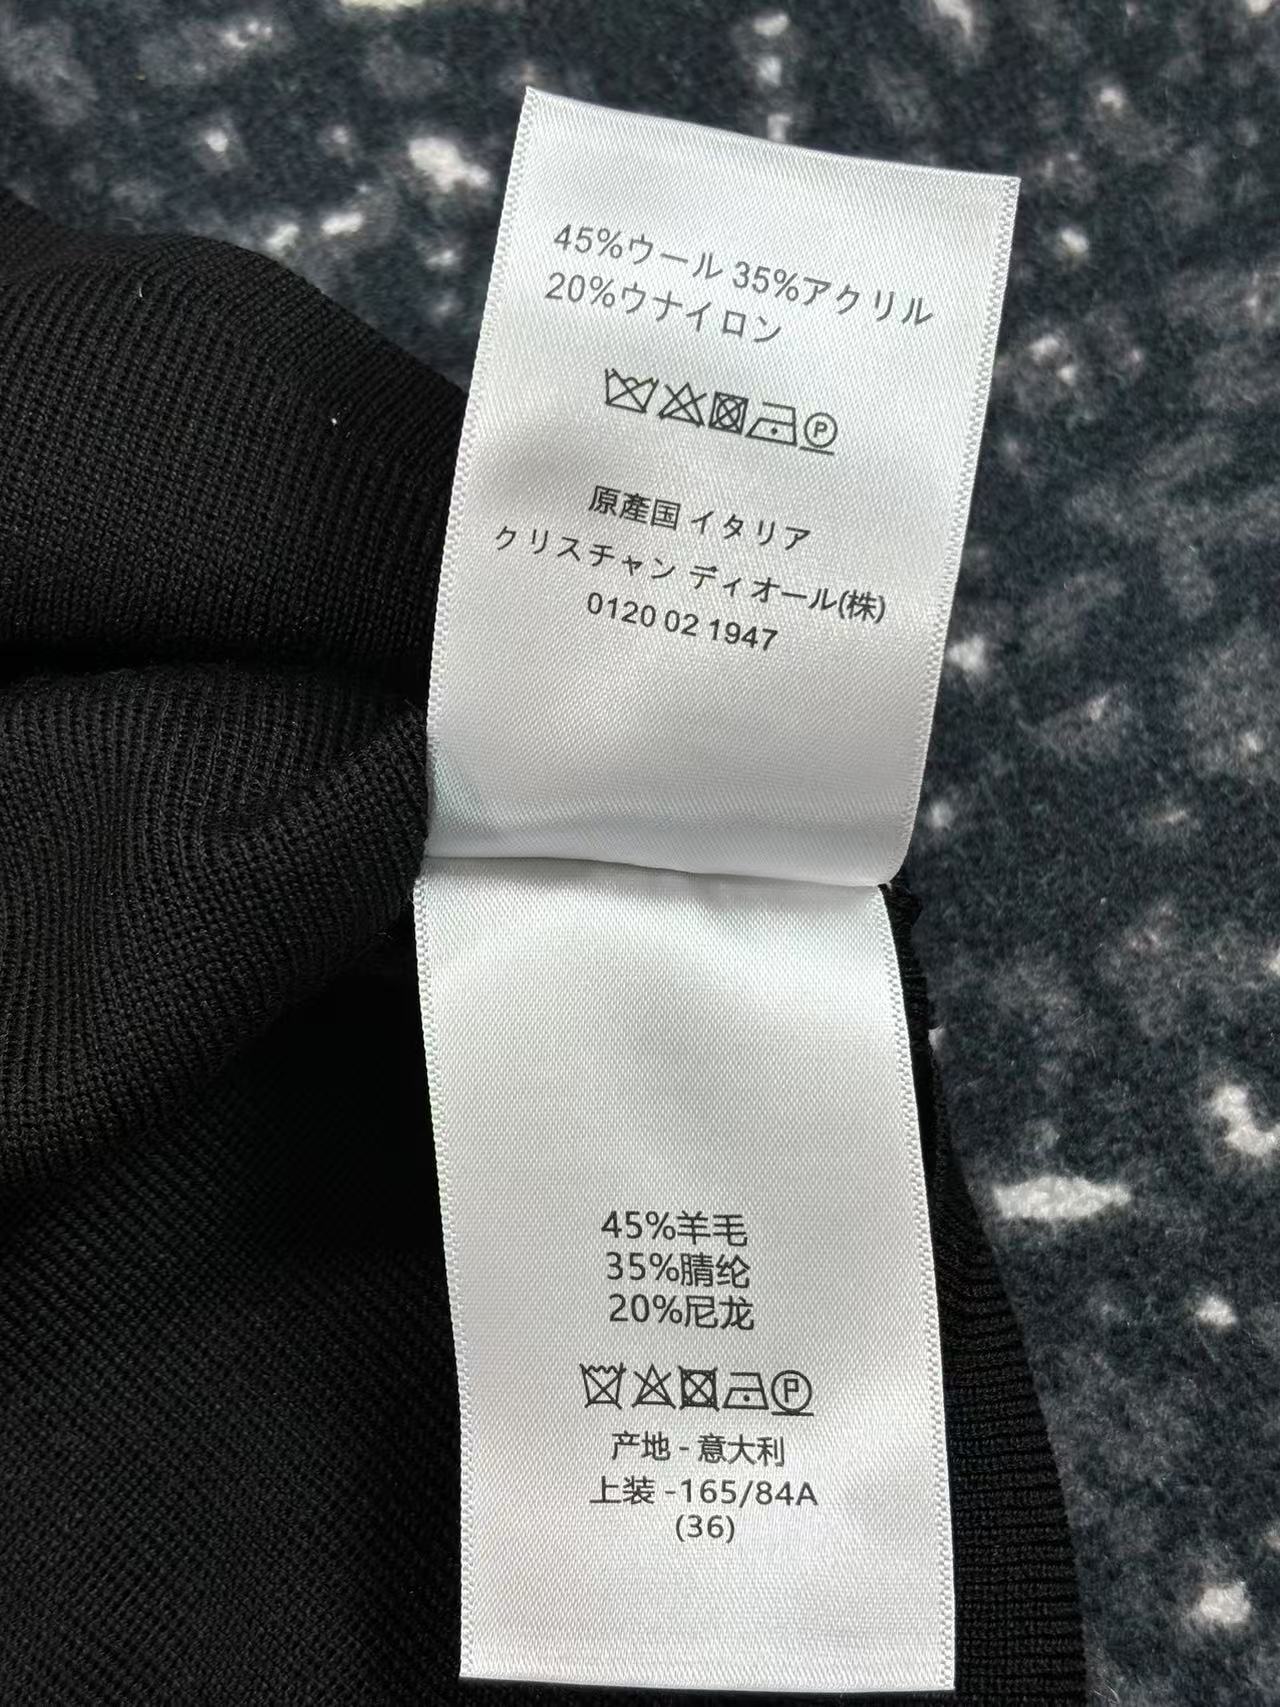 45%ウール 35%アクリル
20%ウナイロン
P
原產国 イタリア
クリスチャン ディオール(株)
0120 02 1947
45%羊毛
35%腈纶
20%尼龙
P
产地 - 意大利
上装 -165/84A
(36)